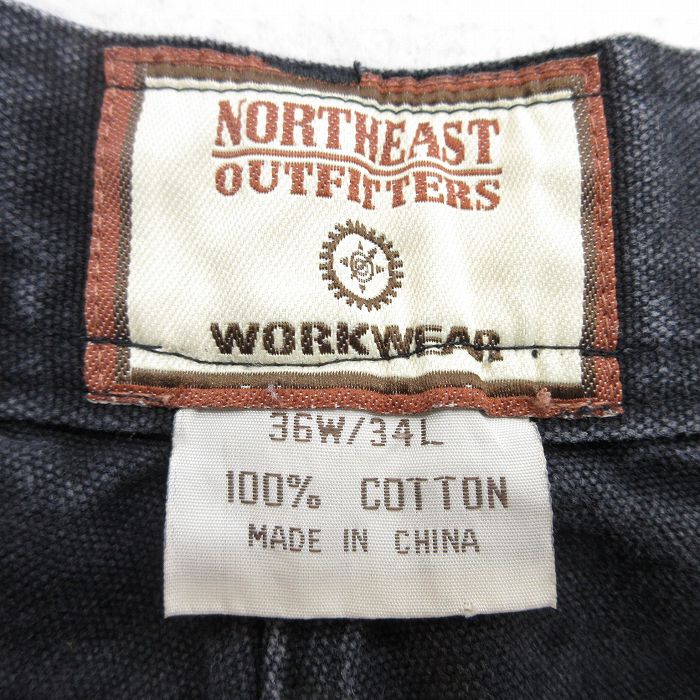 NORTHEAST
OUTFITTERS
WORKWEAR
36W/34L
100% COTTON
MADE IN CHINA